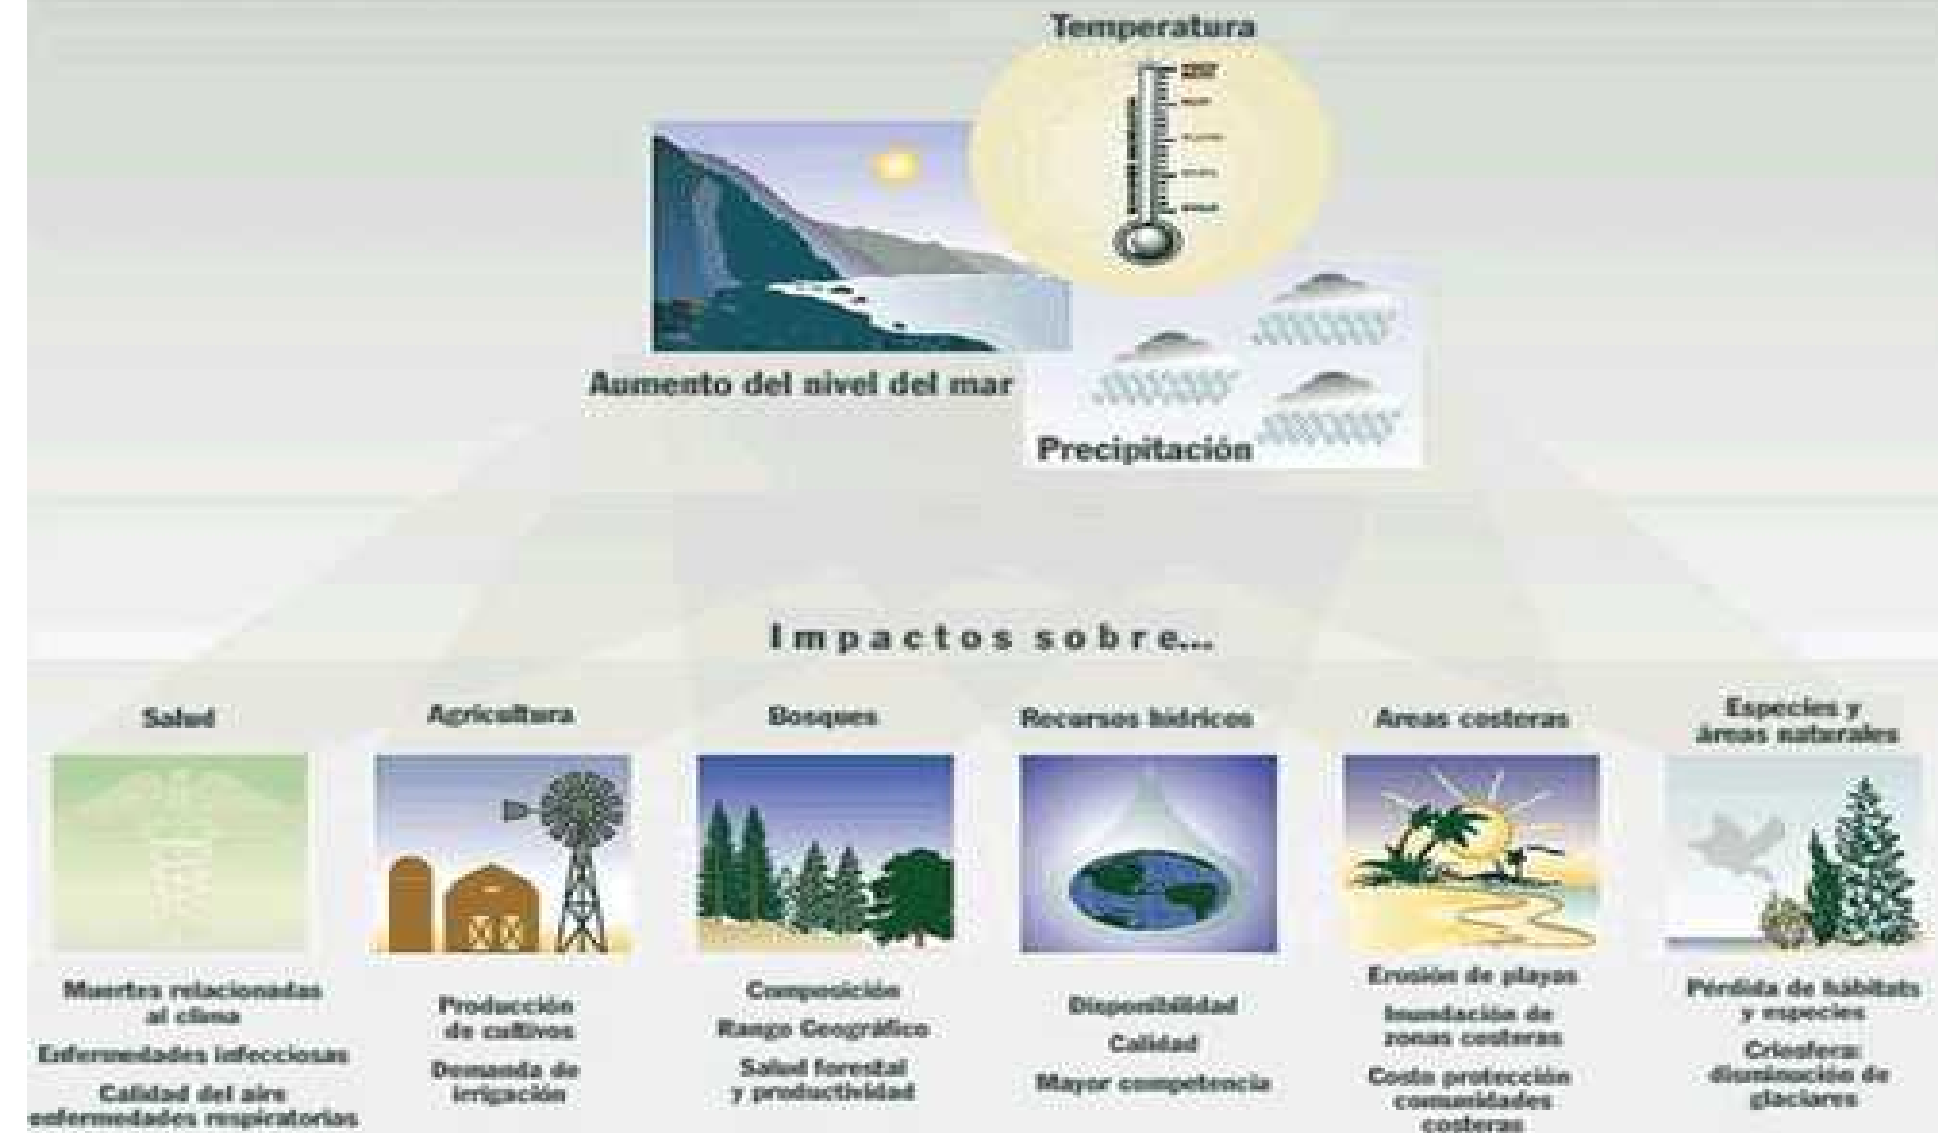 Temperatura
Aumento del nivel del mar
Precipitación
Impactos sobre...
Salud
Muertes relacionadas
al clima
Enfermedades infecciosas
Calidad del aire
enfermedades respiratorias
Agricultura
Producción
de cultivos
Demanda de
irrigación
Bosques
Composición
Rango Geográfico
Salud forestal
y productividad
Recursos hídricos
Disponibilidad
Calidad
Mayor competencia
Areas costeras
Erosión de playas
Inundación de
zonas costeras
Costo protección
comunidades
costeras
Especies y
áreas naturales
Pérdida de hábitats
y especies
Criosfera:
disminución de
glaciares